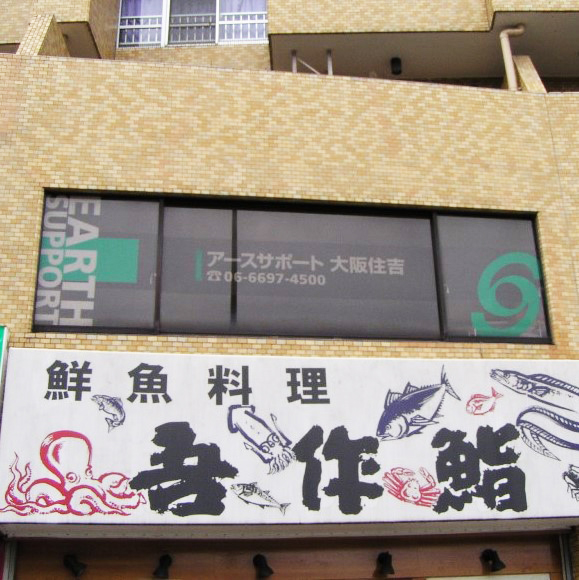 EARTH
SUPPORT
アースサポート 大阪住吉
☎06-6697-4500
鮮魚料理
吾作鮨